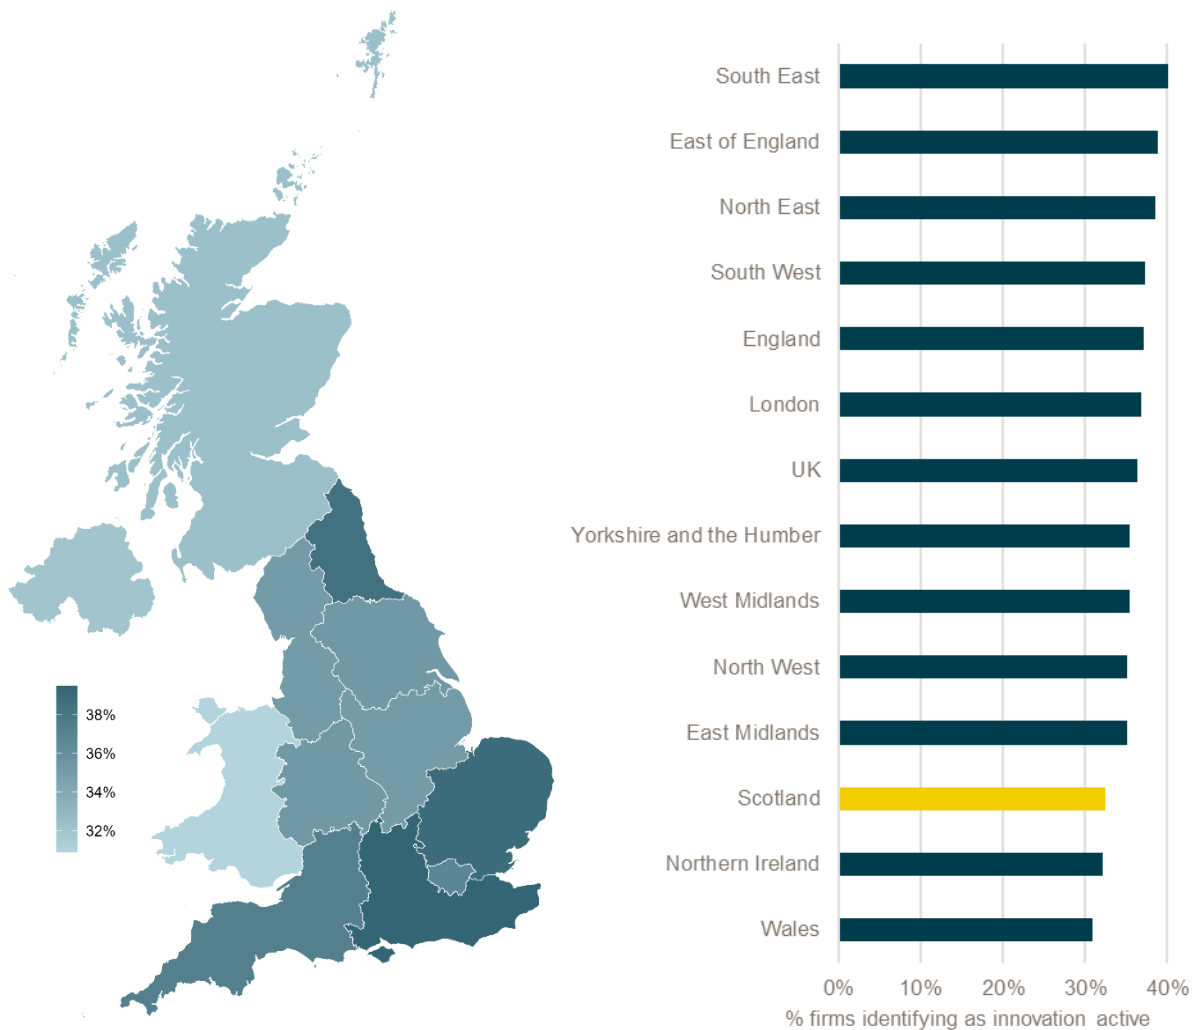 38%
36%
34%
32%
South East
East of England
North East
South West
England
London
UK
Yorkshire and the Humber
West Midlands
North West
East Midlands
Scotland
Northern Ireland
Wales
0% 10% 20% 30% 40%
% firms identifying as innovation active